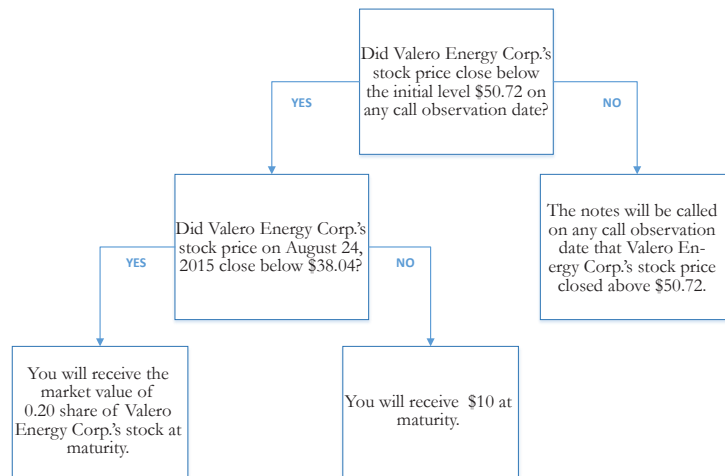 Did Valero Energy Corp.'s
stock price close below
the initial level $50.72 on
any call observation date?
YES
NO
Did Valero Energy Corp.'s
stock price on August 24,
2015 close below $38.04?
The notes will be called
on any call observation
date that Valero En-
ergy Corp.'s stock price
closed above $50.72.
YES
NO
You will receive the
market value of
0.20 share of Valero
Energy Corp.'s stock at
maturity.
You will receive $10 at
maturity.